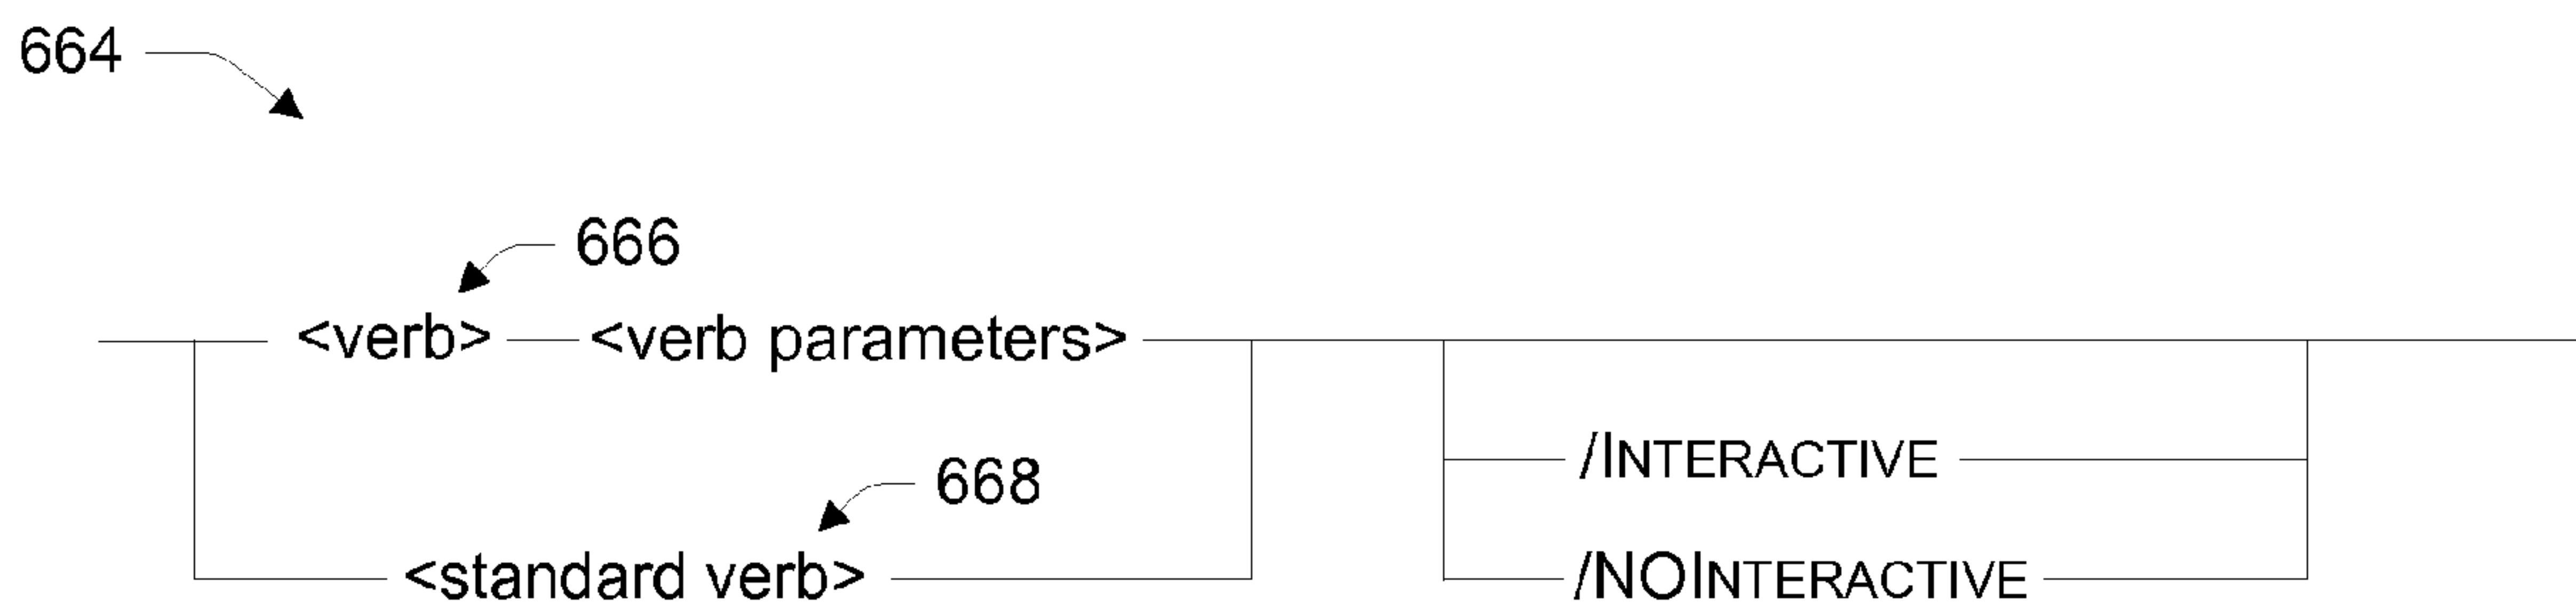 664
666
<verb> <verb parameters>
/INTERACTIVE
668
<standard verb> /NOINTERACTIVE